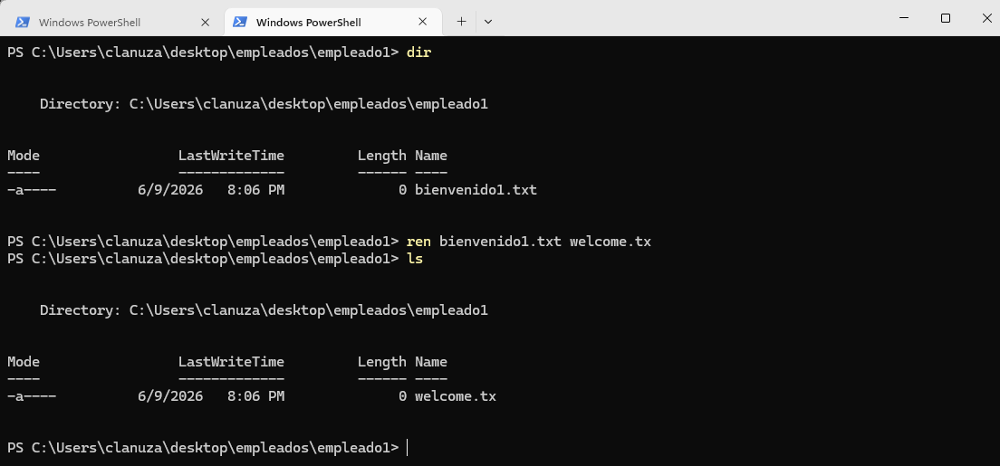 Windows PowerShell
Windows PowerShell
PS C:\Users\clanuza\desktop\empleados\empleado1> dir
Directory: C:\Users\clanuza\desktop\empleados\empleado1
Mode LastWriteTime Length Name
---- ------------- ------ ----
-a---- 6/9/2026 8:06 PM 0 bienvenido1.txt
PS C:\Users\clanuza\desktop\empleados\empleado1> ren bienvenido1.txt welcome.tx
PS C:\Users\clanuza\desktop\empleados\empleado1> ls
Directory: C:\Users\clanuza\desktop\empleados\empleado1
Mode LastWriteTime Length Name
---- ------------- ------ ----
-a---- 6/9/2026 8:06 PM 0 welcome.tx
PS C:\Users\clanuza\desktop\empleados\empleado1>